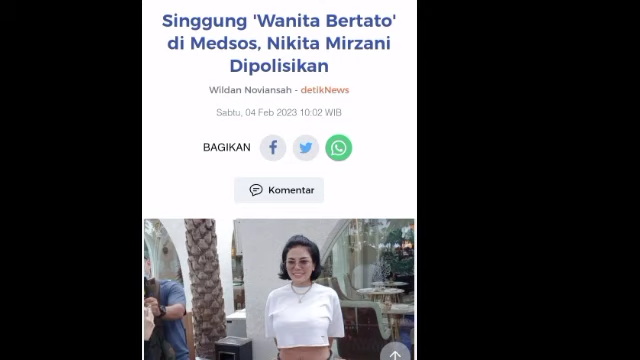 Singgung 'Wanita Bertato'
di Medsos, Nikita Mirzani
Dipolisikan
Wildan Noviansah - detikNews
Sabtu, 04 Feb 2023 10:02 WIB
BAGIKAN
Komentar